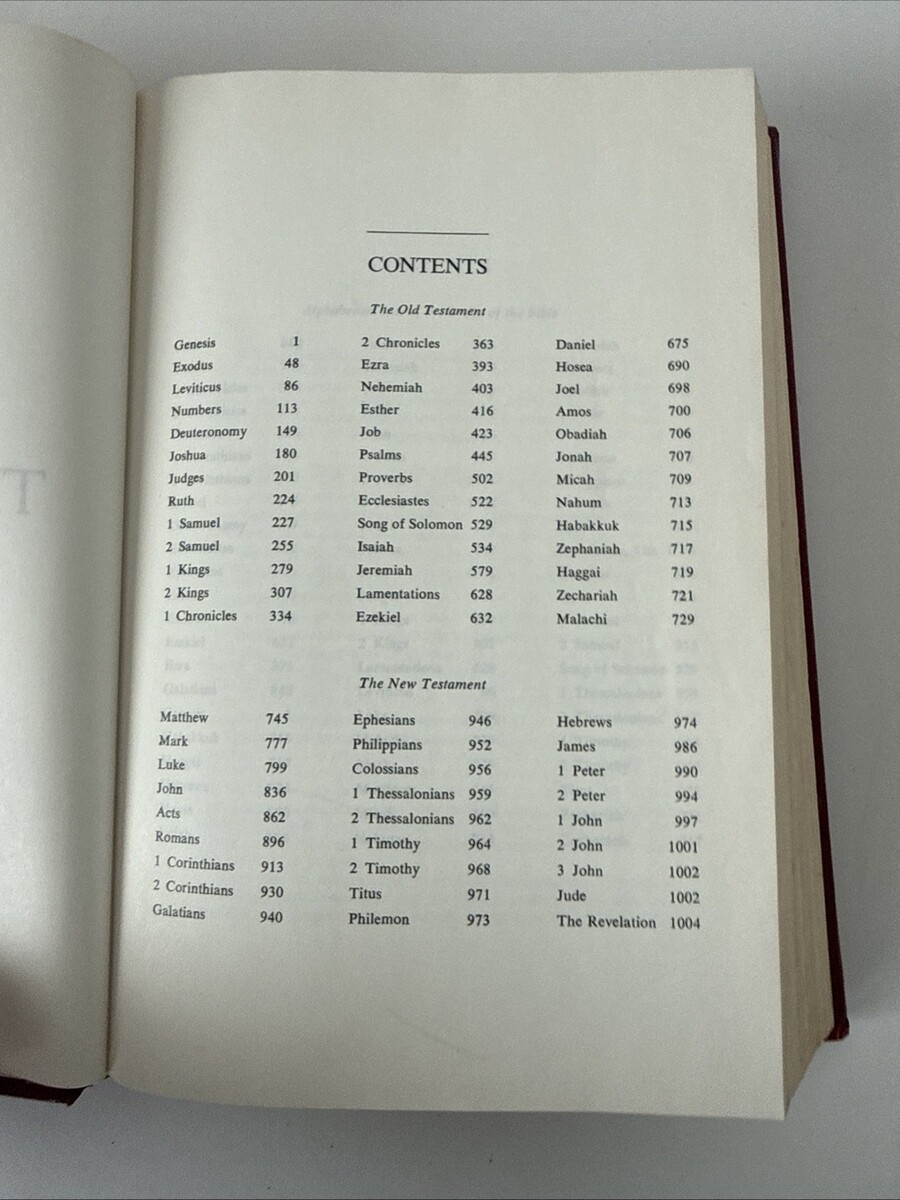 CONTENTS
The Old Testament
Genesis 1
Exodus 48
Leviticus 86
Numbers 113
Deuteronomy 149
Joshua 180
Judges 201
Ruth 224
1 Samuel 227
2 Samuel 255
1 Kings 279
2 Kings 307
1 Chronicles 334
2 Chronicles 363
Ezra 393
Nehemiah 403
Esther 416
Job 423
Psalms 445
Proverbs 502
Ecclesiastes 522
Song of Solomon 529
Isaiah 534
Jeremiah 579
Lamentations 628
Ezekiel 632
Daniel 675
Hosea 690
Joel 698
Amos 700
Obadiah 706
Jonah 707
Micah 709
Nahum 713
Habakkuk 715
Zephaniah 717
Haggai 719
Zechariah 721
Malachi 729
The New Testament
Matthew 745
Mark 777
Luke 799
John 836
Acts 862
Romans 896
1 Corinthians 913
2 Corinthians 930
Galatians 940
Ephesians 946
Philippians 952
Colossians 956
1 Thessalonians 959
2 Thessalonians 962
1 Timothy 964
2 Timothy 968
Titus 971
Philemon 973
Hebrews 974
James 986
1 Peter 990
2 Peter 994
1 John 997
2 John 1001
3 John 1002
Jude 1002
The Revelation 1004